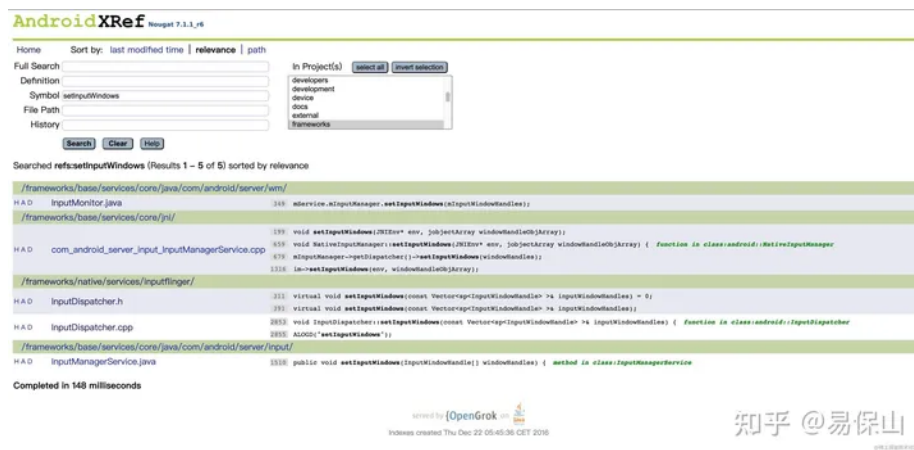 AndroidXRef Nougat 7.1.1_r6
Home Sort by: last modified time | relevance | path
Full Search
Definition
Symbol setInputWindows
File Path
History
In Project(s) select all invert selection
developers
development
device
docs
external
frameworks
Search Clear Help
Searched refs:setInputWindows (Results 1 – 5 of 5) sorted by relevance
/frameworks/base/services/core/java/com/android/server/wm/
H A D InputMonitor.java 348 mService.mInputManager.setInputWindows(mInputWindowHandles);
/frameworks/base/services/core/jni/
H A D com_android_server_input_InputManagerService.cpp
199 void setInputWindows(JNIEnv* env, jobjectArray windowHandleObjArray);
659 void NativeInputManager::setInputWindows(JNIEnv* env, jobjectArray windowHandleObjArray) { function in class:android::NativeInputManager
679 mInputManager->getDispatcher()->setInputWindows(windowHandles);
im->setInputWindows(env, windowHandleObjArray);
/frameworks/native/services/inputflinger/
H A D InputDispatcher.h
311 virtual void setInputWindows(const Vector<sp<InputWindowHandle> >& inputWindowHandles) = 0;
391 virtual void setInputWindows(const Vector<sp<InputWindowHandle> >& inputWindowHandles);
H A D InputDispatcher.cpp
2853 void InputDispatcher::setInputWindows(const Vector<sp<InputWindowHandle> >& inputWindowHandles) { function in class:android::InputDispatcher
2855 ALOGD("setInputWindows");
/frameworks/base/services/core/java/com/android/server/input/
H A D InputManagerService.java 1510 public void setInputWindows(InputWindowHandle[] windowHandles) { method in class:InputManagerService
Completed in 148 milliseconds
served by {OpenGrok on Java
Indexes created Thu Dec 22 05:45:36 CET 2016
知乎 @易保山